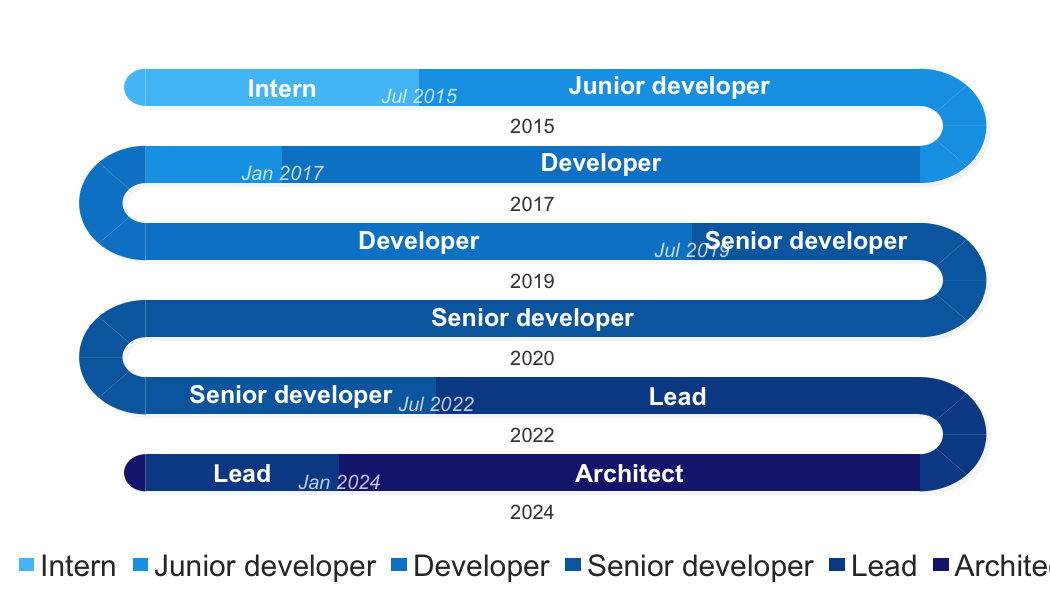 Intern Junior developer
Jul 2015
2015
Developer
Jan 2017
2017
Developer Senior developer
Jul 2019
2019
Senior developer
2020
Senior developer Lead
Jul 2022
2022
Lead Architect
Jan 2024
2024
Intern Junior developer Developer Senior developer Lead Archite